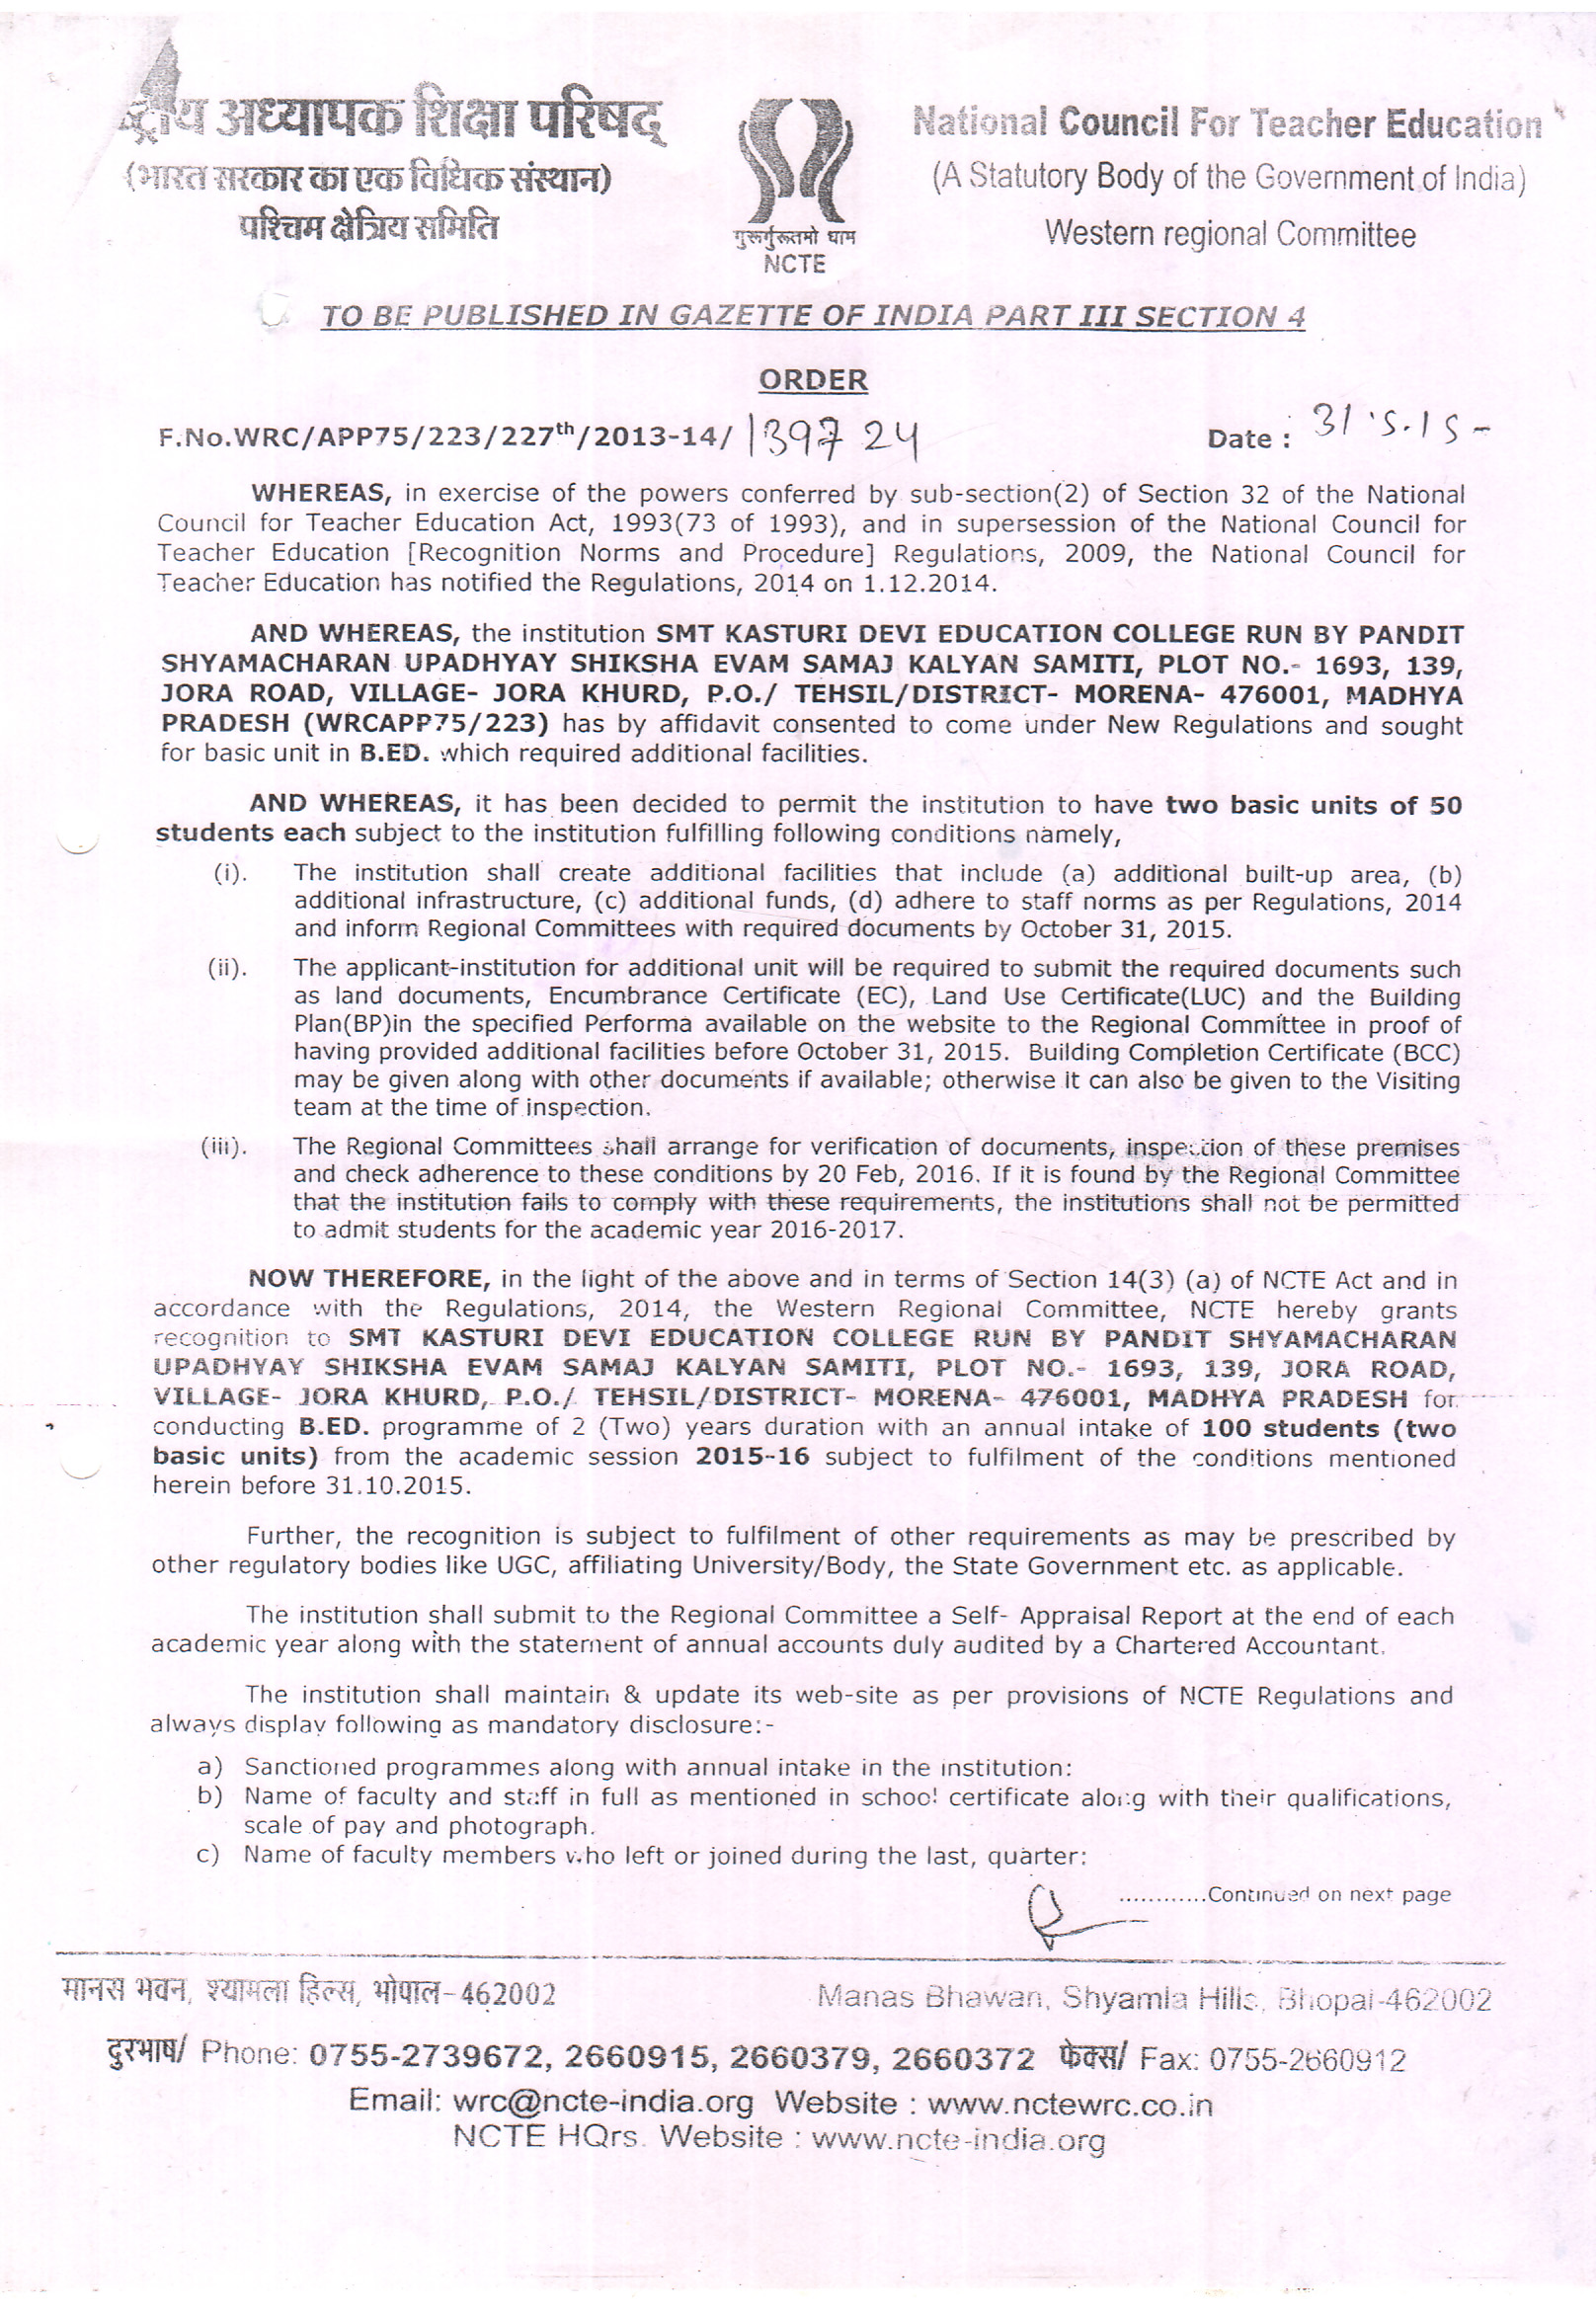 राष्ट्रीय अध्यापक शिक्षा परिषद्
(भारत सरकार का एक विधिक संस्थान)
पश्चिम क्षेत्रिय समिति
गुरूर्गुरूतमो धाम
NCTE
National Council For Teacher Education
(A Statutory Body of the Government of India)
Western regional Committee
TO BE PUBLISHED IN GAZETTE OF INDIA PART III SECTION 4
ORDER
F.No.WRC/APP75/223/227th/2013-14/ 139724
Date : 31.5.15-
WHEREAS, in exercise of the powers conferred by sub-section(2) of Section 32 of the National
Council for Teacher Education Act, 1993(73 of 1993), and in supersession of the National Council for
Teacher Education [Recognition Norms and Procedure] Regulations, 2009, the National Council for
Teacher Education has notified the Regulations, 2014 on 1.12.2014.
AND WHEREAS, the institution SMT KASTURI DEVI EDUCATION COLLEGE RUN BY PANDIT
SHYAMACHARAN UPADHYAY SHIKSHA EVAM SAMAJ KALYAN SAMITI, PLOT NO.- 1693, 139,
JORA ROAD, VILLAGE- JORA KHURD, P.O./ TEHSIL/DISTRICT- MORENA- 476001, MADHYA
PRADESH (WRCAPP75/223) has by affidavit consented to come under New Regulations and sought
for basic unit in B.ED. which required additional facilities.
AND WHEREAS, it has been decided to permit the institution to have two basic units of 50
students each subject to the institution fulfilling following conditions namely,
(i). The institution shall create additional facilities that include (a) additional built-up area, (b)
additional infrastructure, (c) additional funds, (d) adhere to staff norms as per Regulations, 2014
and inform Regional Committees with required documents by October 31, 2015.
(ii). The applicant-institution for additional unit will be required to submit the required documents such
as land documents, Encumbrance Certificate (EC), Land Use Certificate(LUC) and the Building
Plan(BP)in the specified Performa available on the website to the Regional Committee in proof of
having provided additional facilities before October 31, 2015. Building Completion Certificate (BCC)
may be given along with other documents if available; otherwise it can also be given to the Visiting
team at the time of inspection.
(iii). The Regional Committees shall arrange for verification of documents, inspection of these premises
and check adherence to these conditions by 20 Feb, 2016. If it is found by the Regional Committee
that the institution fails to comply with these requirements, the institutions shall not be permitted
to admit students for the academic year 2016-2017.
NOW THEREFORE, in the light of the above and in terms of Section 14(3) (a) of NCTE Act and in
accordance with the Regulations, 2014, the Western Regional Committee, NCTE hereby grants
recognition to SMT KASTURI DEVI EDUCATION COLLEGE RUN BY PANDIT SHYAMACHARAN
UPADHYAY SHIKSHA EVAM SAMAJ KALYAN SAMITI, PLOT NO.- 1693, 139, JORA ROAD,
VILLAGE- JORA KHURD, P.O./ TEHSIL/DISTRICT- MORENA- 476001, MADHYA PRADESH for
conducting B.ED. programme of 2 (Two) years duration with an annual intake of 100 students (two
basic units) from the academic session 2015-16 subject to fulfilment of the conditions mentioned
herein before 31.10.2015.
Further, the recognition is subject to fulfilment of other requirements as may be prescribed by
other regulatory bodies like UGC, affiliating University/Body, the State Government etc. as applicable.
The institution shall submit to the Regional Committee a Self- Appraisal Report at the end of each
academic year along with the statement of annual accounts duly audited by a Chartered Accountant.
The institution shall maintain & update its web-site as per provisions of NCTE Regulations and
always display following as mandatory disclosure:-
a) Sanctioned programmes along with annual intake in the institution:
b) Name of faculty and staff in full as mentioned in school certificate along with their qualifications,
scale of pay and photograph.
c) Name of faculty members who left or joined during the last, quarter:
............Continued on next page
मानस भवन, श्यामला हिल्स, भोपाल-462002
Manas Bhawan, Shyamla Hills, Bhopal-462002
दुरभाष/ Phone: 0755-2739672, 2660915, 2660379, 2660372 फेक्स/ Fax: 0755-2660912
Email: wrc@ncte-india.org Website : www.nctewrc.co.in
NCTE HQrs. Website : www.ncte-india.org